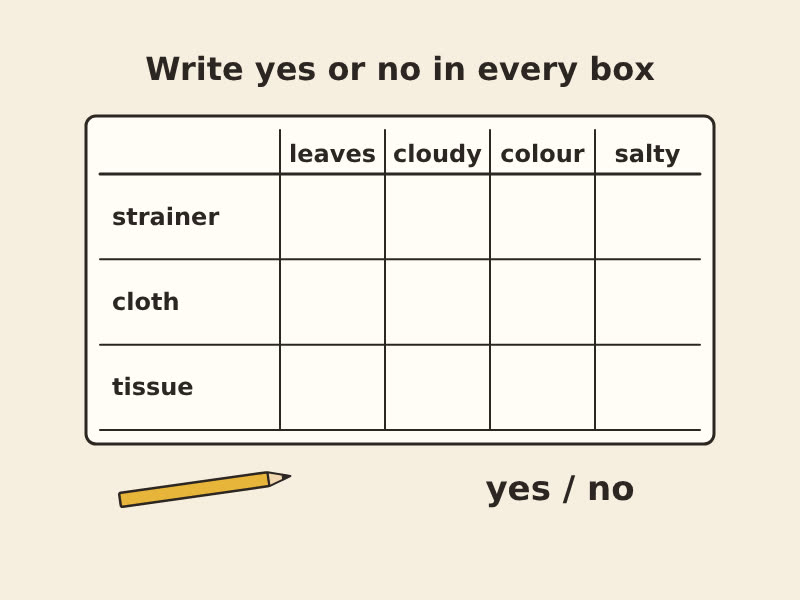 Write yes or no in every box
leaves cloudy colour salty
strainer
cloth
tissue
yes / no